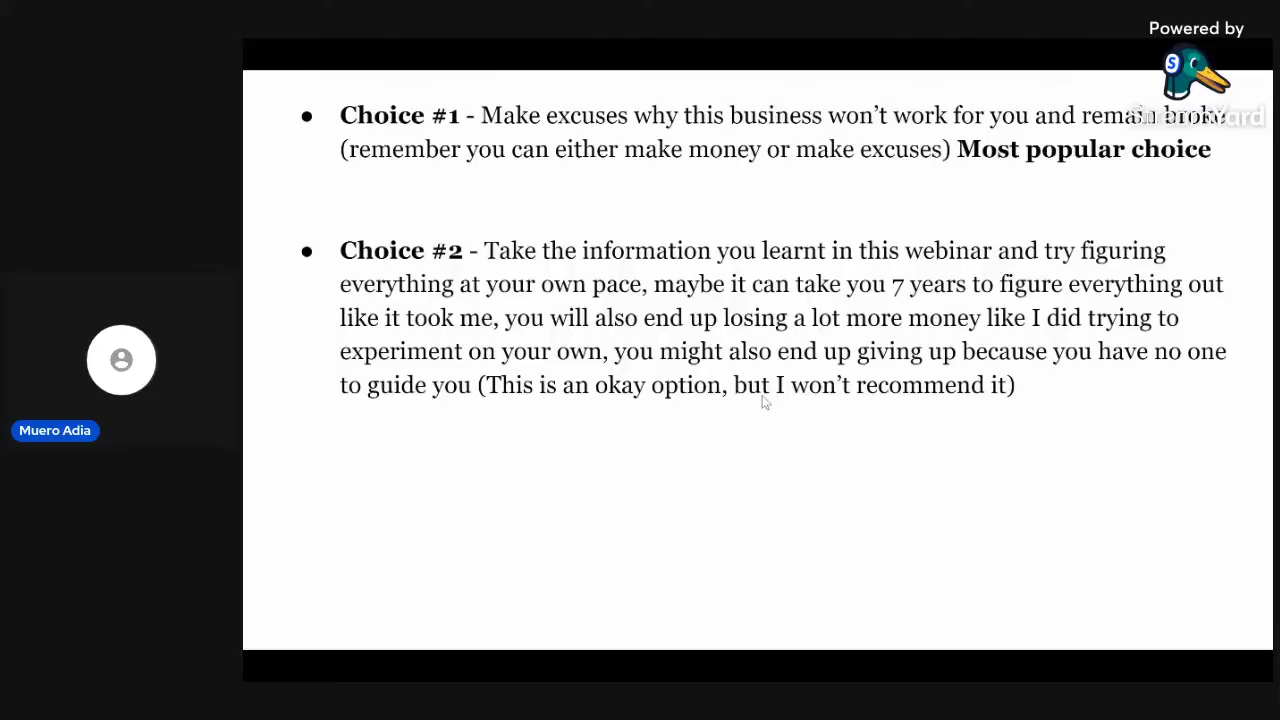 Powered by
S
StreamYard
● Choice #1 - Make excuses why this business won’t work for you and remain broke
(remember you can either make money or make excuses) Most popular choice
● Choice #2 - Take the information you learnt in this webinar and try figuring
everything at your own pace, maybe it can take you 7 years to figure everything out
like it took me, you will also end up losing a lot more money like I did trying to
experiment on your own, you might also end up giving up because you have no one
to guide you (This is an okay option, but I won’t recommend it)
Muero Adia